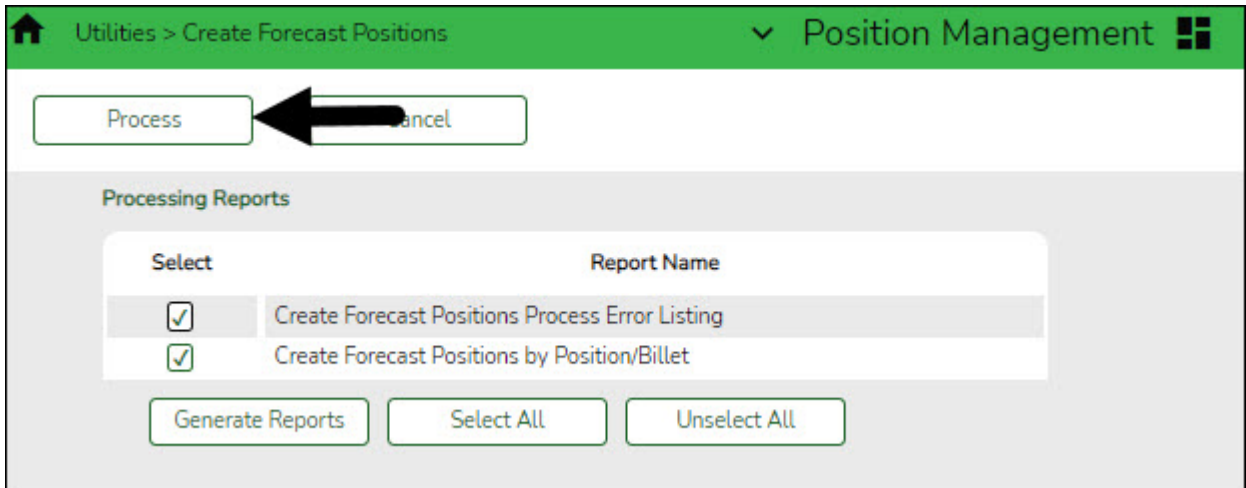 Utilities > Create Forecast Positions
Position Management
Process
ancel
Processing Reports
Select Report Name
Create Forecast Positions Process Error Listing
Create Forecast Positions by Position/Billet
Generate Reports Select All Unselect All